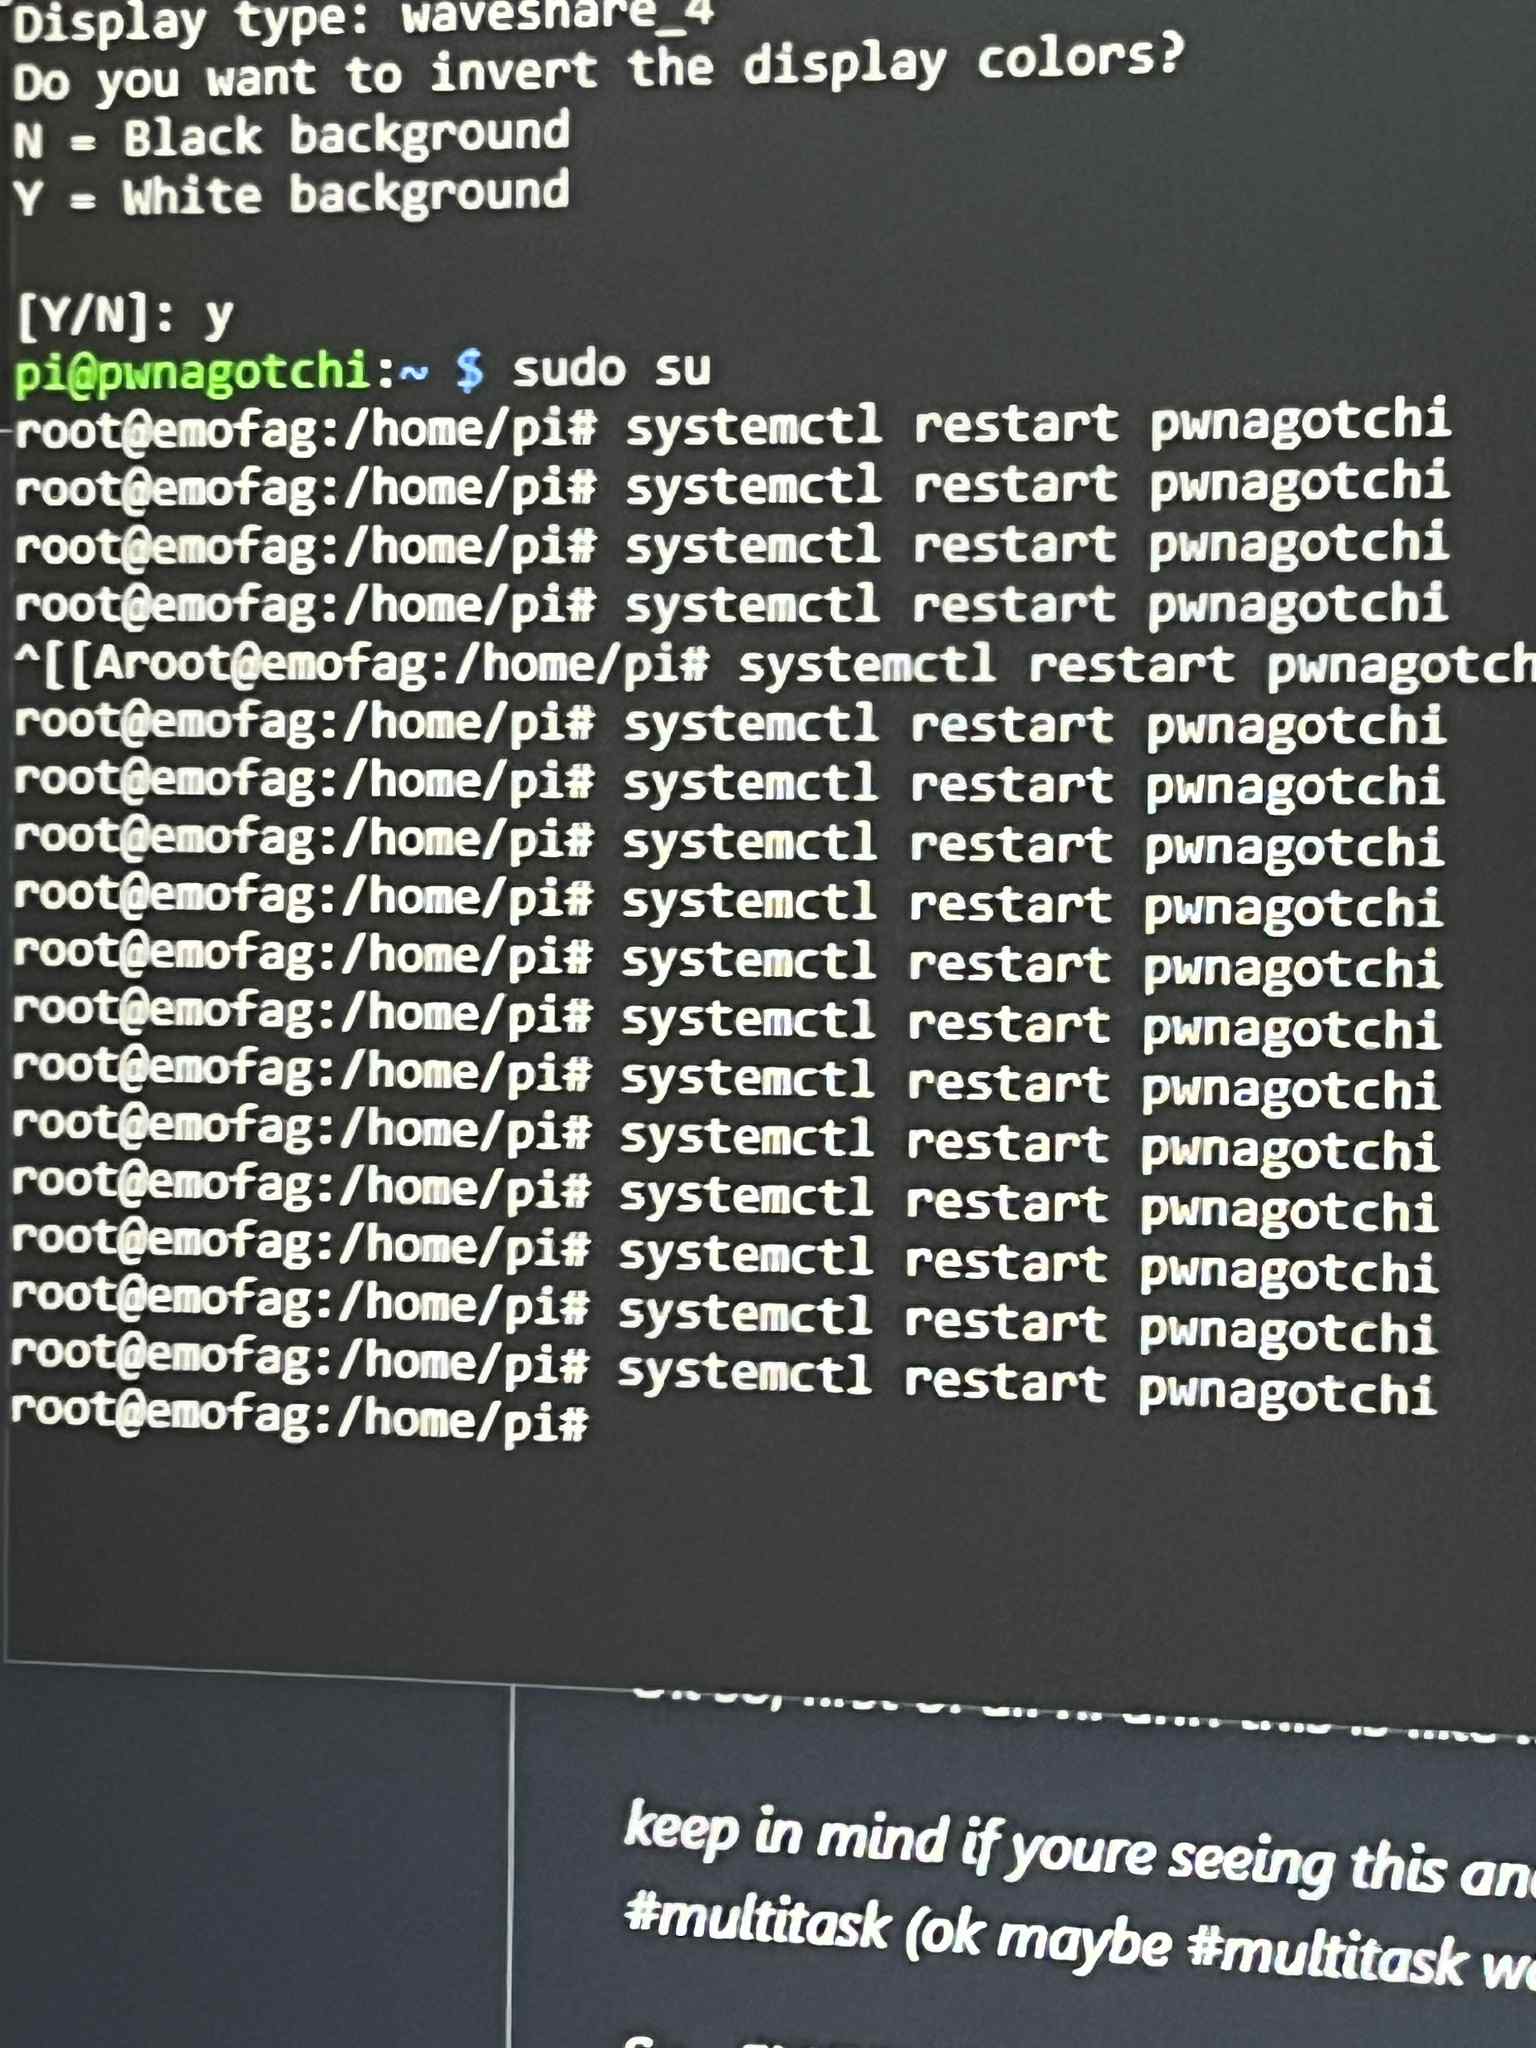 Display type: waveshare_4
Do you want to invert the display colors?
N = Black background
Y = White background
[Y/N]: y
pi@pwnagotchi:~ $ sudo su
root@emofag:/home/pi# systemctl restart pwnagotchi
root@emofag:/home/pi# systemctl restart pwnagotchi
root@emofag:/home/pi# systemctl restart pwnagotchi
root@emofag:/home/pi# systemctl restart pwnagotchi
^[[Aroot@emofag:/home/pi# systemctl restart pwnagotch
root@emofag:/home/pi# systemctl restart pwnagotchi
root@emofag:/home/pi# systemctl restart pwnagotchi
root@emofag:/home/pi# systemctl restart pwnagotchi
root@emofag:/home/pi# systemctl restart pwnagotchi
root@emofag:/home/pi# systemctl restart pwnagotchi
root@emofag:/home/pi# systemctl restart pwnagotchi
root@emofag:/home/pi# systemctl restart pwnagotchi
root@emofag:/home/pi# systemctl restart pwnagotchi
root@emofag:/home/pi# systemctl restart pwnagotchi
root@emofag:/home/pi# systemctl restart pwnagotchi
root@emofag:/home/pi# systemctl restart pwnagotchi
root@emofag:/home/pi# systemctl restart pwnagotchi
root@emofag:/home/pi#
keep in mind if youre seeing this an
#multitask (ok maybe #multitask w